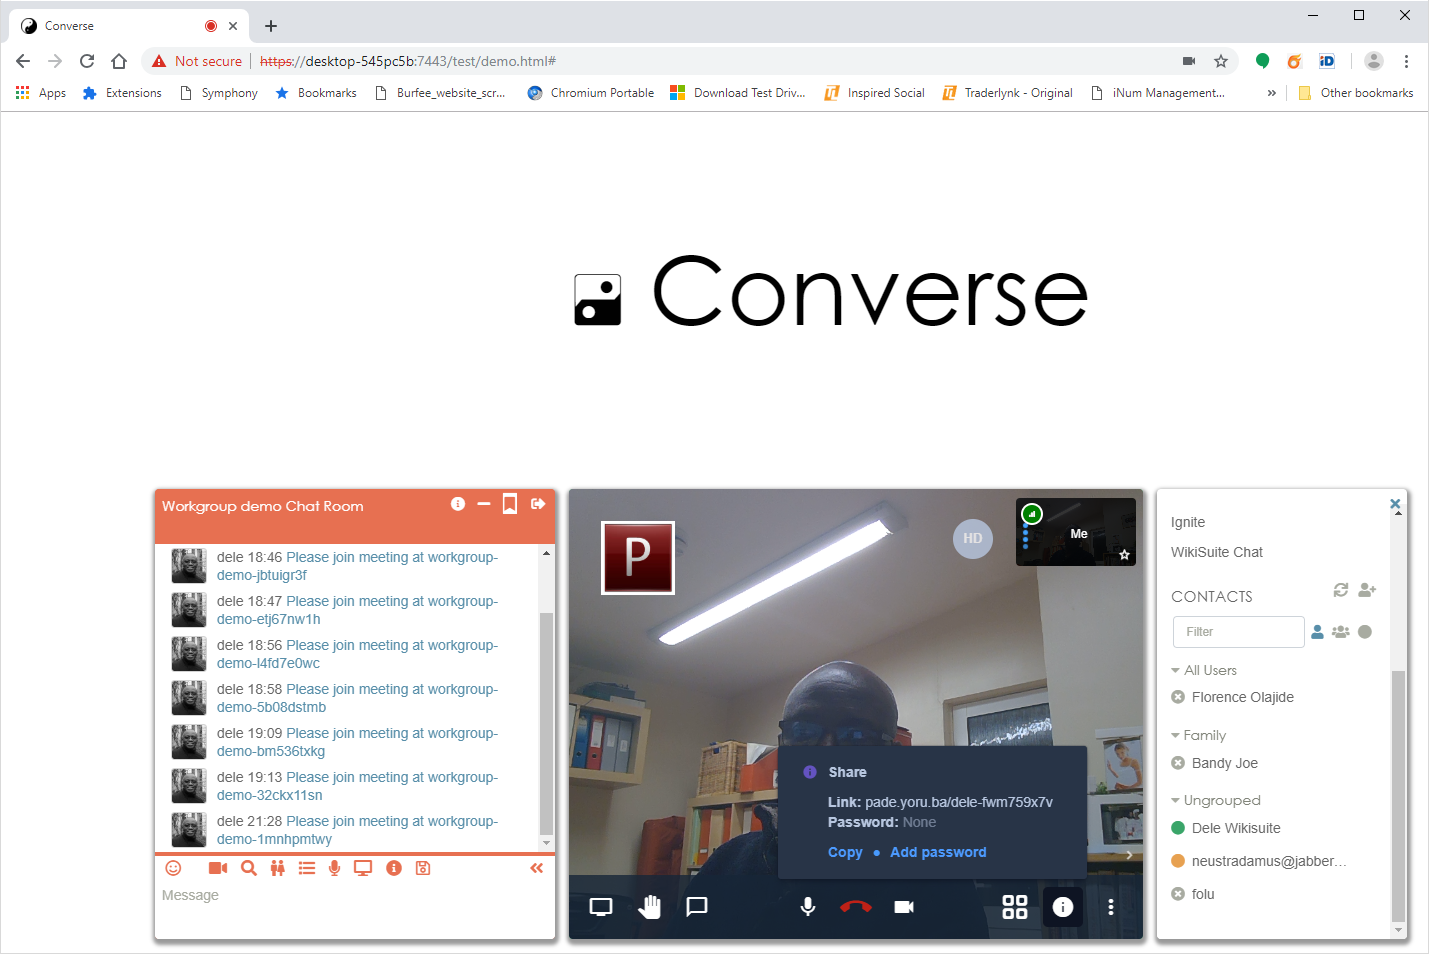 Converse
Not secure
https://desktop-545pc5b:7443/test/demo.html#
Apps
Extensions
Symphony
Bookmarks
Burfee_website_scr...
Chromium Portable
Download Test Driv...
Inspired Social
Traderlynk - Original
iNum Management...
»
Other bookmarks
Converse
Workgroup demo Chat Room
dele 18:46 Please join meeting at workgroup-
demo-jbtuigr3f
dele 18:47 Please join meeting at workgroup-
demo-etj67nw1h
dele 18:56 Please join meeting at workgroup-
demo-l4fd7e0wc
dele 18:58 Please join meeting at workgroup-
demo-5b08dstmb
dele 19:09 Please join meeting at workgroup-
demo-bm536txkg
dele 19:13 Please join meeting at workgroup-
demo-32ckx11sn
dele 21:28 Please join meeting at workgroup-
demo-1mnhpmtwy
Message
P
HD
Me
Share
Link: pade.yoru.ba/dele-fwm759x7v
Password: None
Copy • Add password
Ignite
WikiSuite Chat
CONTACTS
Filter
All Users
Florence Olajide
Family
Bandy Joe
Ungrouped
Dele Wikisuite
neustradamus@jabber...
folu